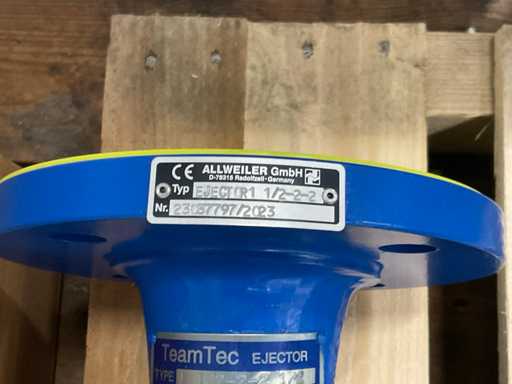 CE ALLWEILER GmbH
D-78315 Radolfzell-Germany
Typ EJECTOR1 1/2-2-2
Nr. 23087797/2023
TeamTec EJECTOR
TYPE